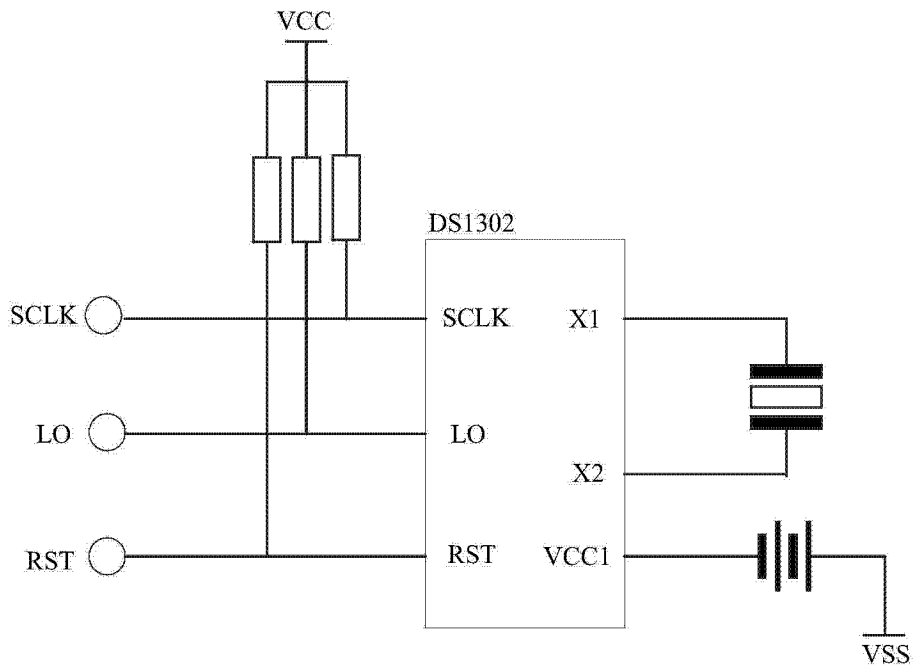 VCC
DS1302
SCLK
SCLK
X1
LO
LO
X2
RST
RST
VCC1
VSS